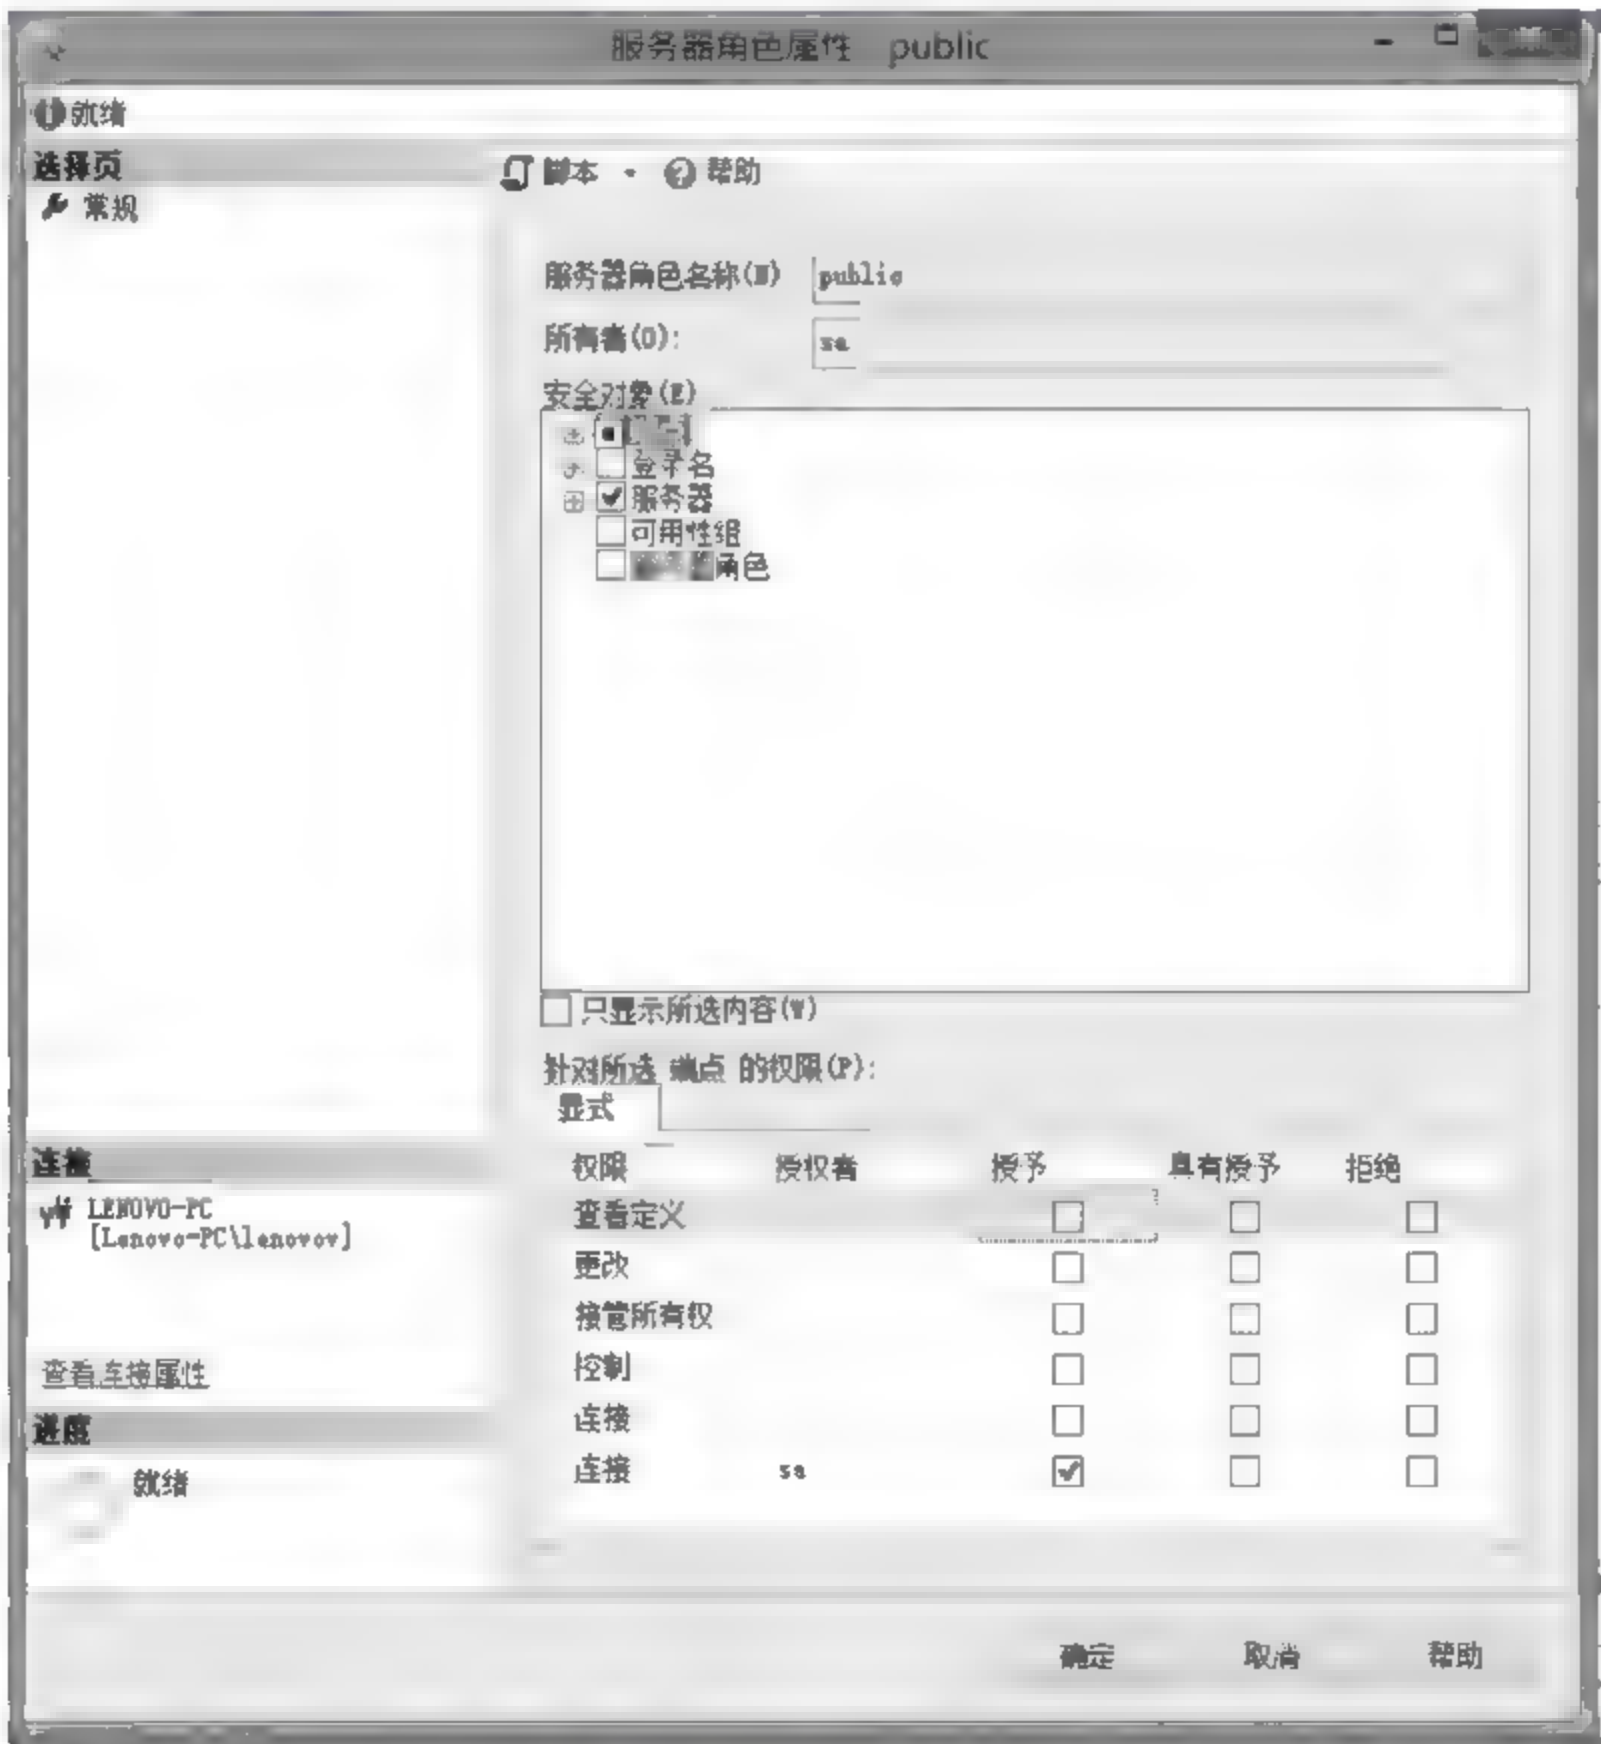 服务器角色属性 public
就绪
选择页
常规
脚本 帮助
服务器角色名称(N) public
所有者(O): sa
安全对象(E)
登录名
服务器
可用性组
角色
只显示所选内容(W)
针对所选 端点 的权限(P):
显式
权限 授权者 授予 具有授予 拒绝
查看定义
更改
接管所有权
控制
连接
连接 sa
连接
LENOVO-PC
[Lenovo-PC\lenovov]
查看连接属性
进度
就绪
确定 取消 帮助